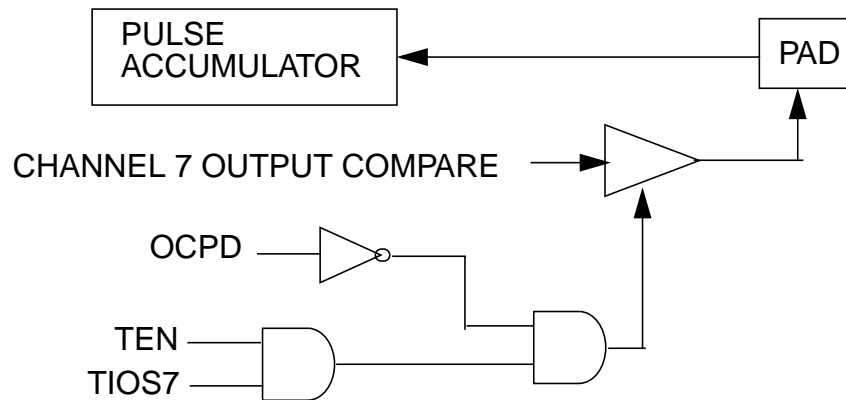 PULSE
ACCUMULATOR
PAD
CHANNEL 7 OUTPUT COMPARE
OCPD
TEN
TIOS7